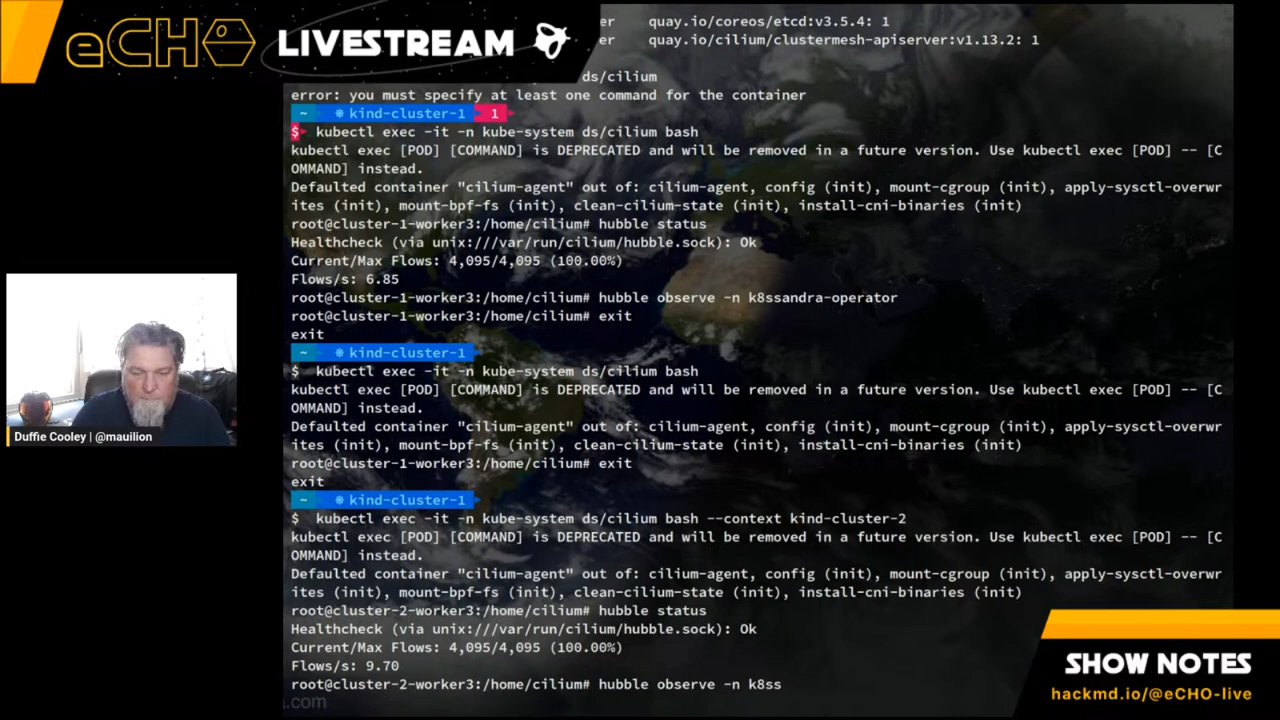 eCHO LIVESTREAM
er quay.io/coreos/etcd:v3.5.4: 1
er quay.io/cilium/clustermesh-apiserver:v1.13.2: 1
ds/cilium
error: you must specify at least one command for the container
~ ⎈ kind-cluster-1 1
$ kubectl exec -it -n kube-system ds/cilium bash
kubectl exec [POD] [COMMAND] is DEPRECATED and will be removed in a future version. Use kubectl exec [POD] -- [C
OMMAND] instead.
Defaulted container "cilium-agent" out of: cilium-agent, config (init), mount-cgroup (init), apply-sysctl-overwr
ites (init), mount-bpf-fs (init), clean-cilium-state (init), install-cni-binaries (init)
root@cluster-1-worker3:/home/cilium# hubble status
Healthcheck (via unix:///var/run/cilium/hubble.sock): Ok
Current/Max Flows: 4,095/4,095 (100.00%)
Flows/s: 6.85
root@cluster-1-worker3:/home/cilium# hubble observe -n k8ssandra-operator
root@cluster-1-worker3:/home/cilium# exit
exit
~ ⎈ kind-cluster-1
$ kubectl exec -it -n kube-system ds/cilium bash
kubectl exec [POD] [COMMAND] is DEPRECATED and will be removed in a future version. Use kubectl exec [POD] -- [C
OMMAND] instead.
Defaulted container "cilium-agent" out of: cilium-agent, config (init), mount-cgroup (init), apply-sysctl-overwr
ites (init), mount-bpf-fs (init), clean-cilium-state (init), install-cni-binaries (init)
root@cluster-1-worker3:/home/cilium# exit
exit
~ ⎈ kind-cluster-1
$ kubectl exec -it -n kube-system ds/cilium bash --context kind-cluster-2
kubectl exec [POD] [COMMAND] is DEPRECATED and will be removed in a future version. Use kubectl exec [POD] -- [C
OMMAND] instead.
Defaulted container "cilium-agent" out of: cilium-agent, config (init), mount-cgroup (init), apply-sysctl-overwr
ites (init), mount-bpf-fs (init), clean-cilium-state (init), install-cni-binaries (init)
root@cluster-2-worker3:/home/cilium# hubble status
Healthcheck (via unix:///var/run/cilium/hubble.sock): Ok
Current/Max Flows: 4,095/4,095 (100.00%)
Flows/s: 9.70
root@cluster-2-worker3:/home/cilium# hubble observe -n k8ss
.com
Duffie Cooley | @mauilion
SHOW NOTES
hackmd.io/@eCHO-live